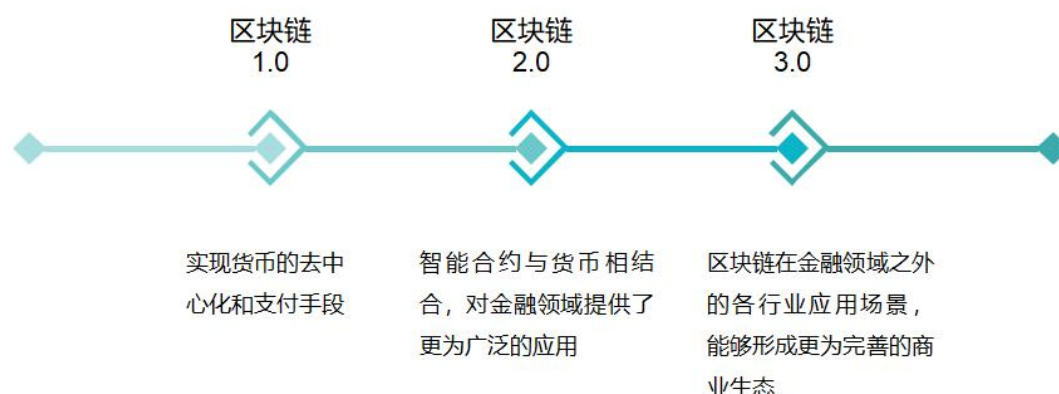 区块链
1.0
区块链
2.0
区块链
3.0
实现货币的去中
心化和支付手段
智能合约与货币相结
合，对金融领域提供了
更为广泛的应用
区块链在金融领域之外
的各行业应用场景，
能够形成更为完善的商
业生态